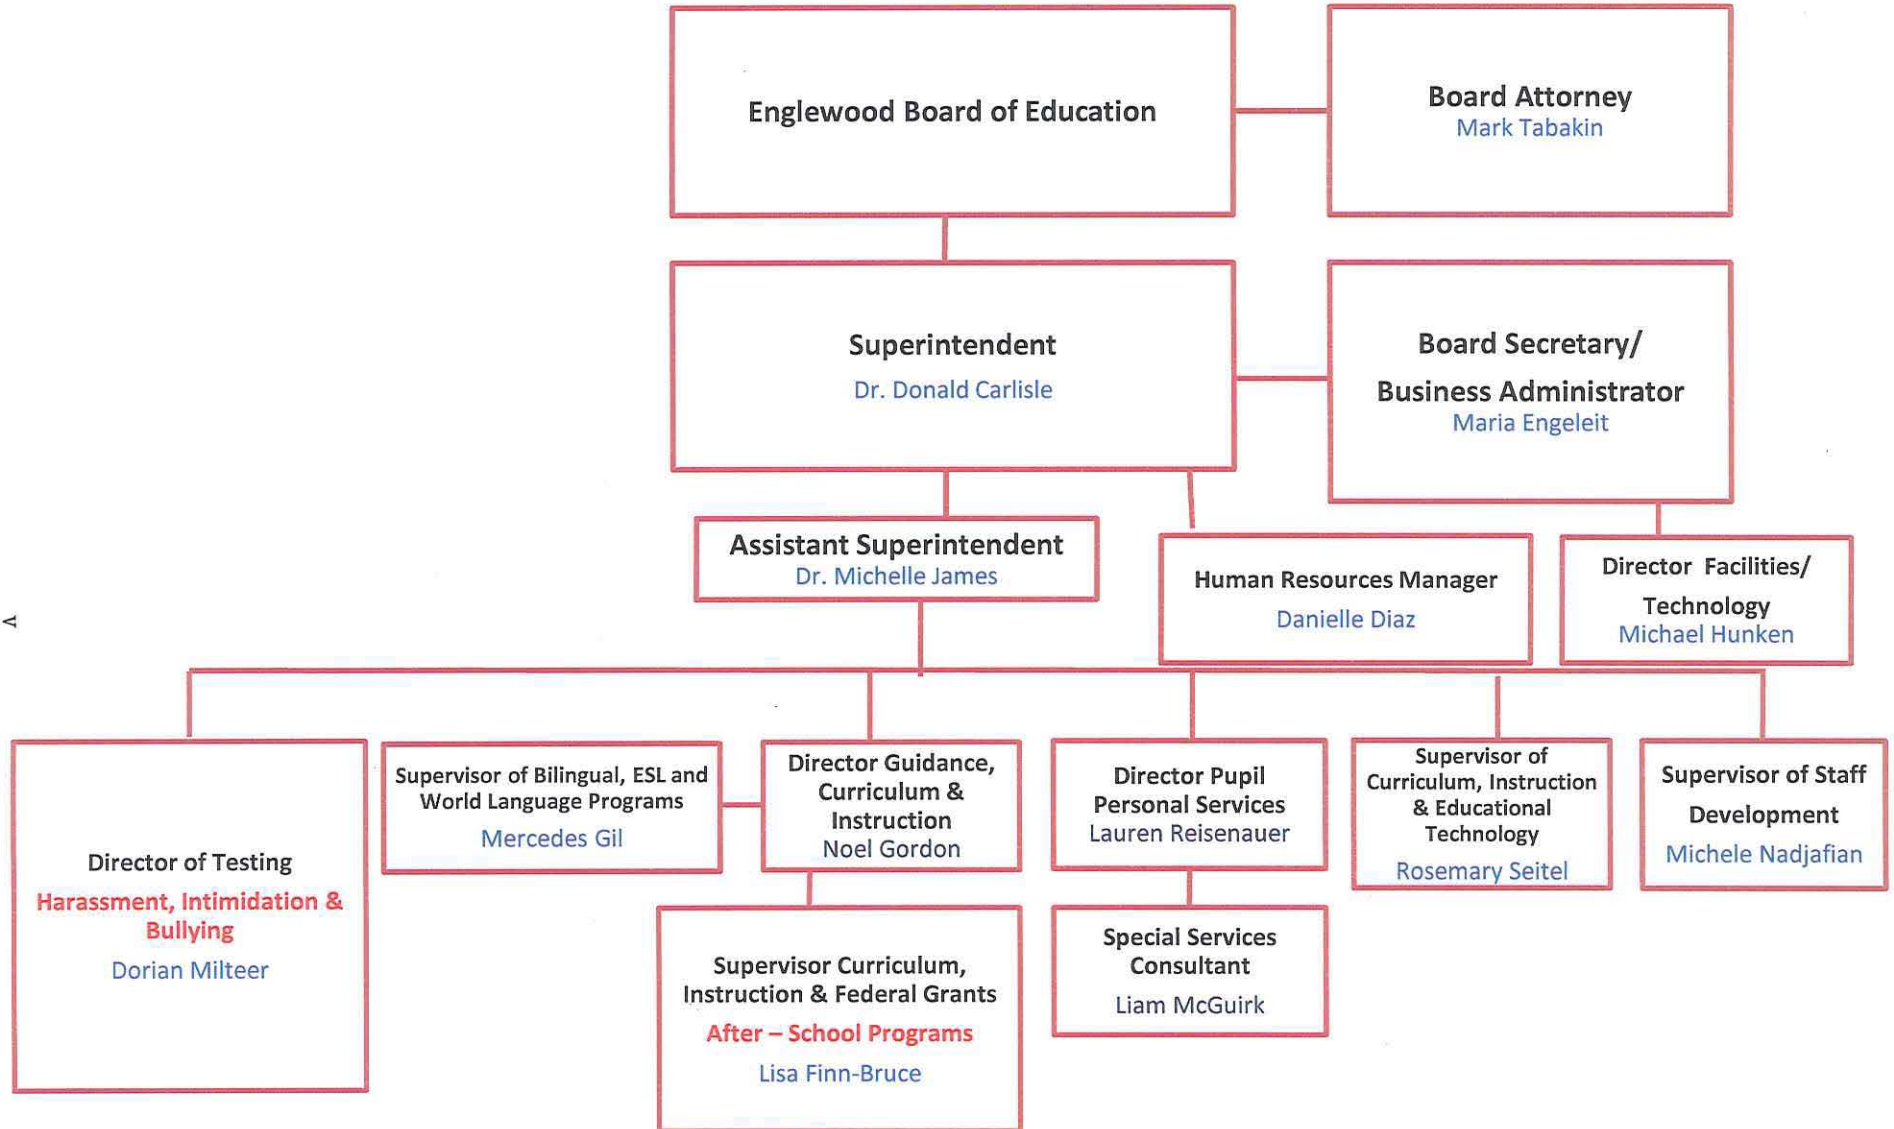 Englewood Board of Education
Board Attorney
Mark Tabakin
Superintendent
Dr. Donald Carlisle
Board Secretary/
Business Administrator
Maria Engeleit
Assistant Superintendent
Dr. Michelle James
Human Resources Manager
Danielle Diaz
Director Facilities/
Technology
Michael Hunken
Director of Testing
Harassment, Intimidation &
Bullying
Dorian Milteer
Supervisor of Bilingual, ESL and
World Language Programs
Mercedes Gil
Director Guidance,
Curriculum &
Instruction
Noel Gordon
Director Pupil
Personal Services
Lauren Reisenauer
Supervisor of
Curriculum, Instruction
& Educational
Technology
Rosemary Seitel
Supervisor of Staff
Development
Michele Nadjafian
Supervisor Curriculum,
Instruction & Federal Grants
After – School Programs
Lisa Finn-Bruce
Special Services
Consultant
Liam McGuirk